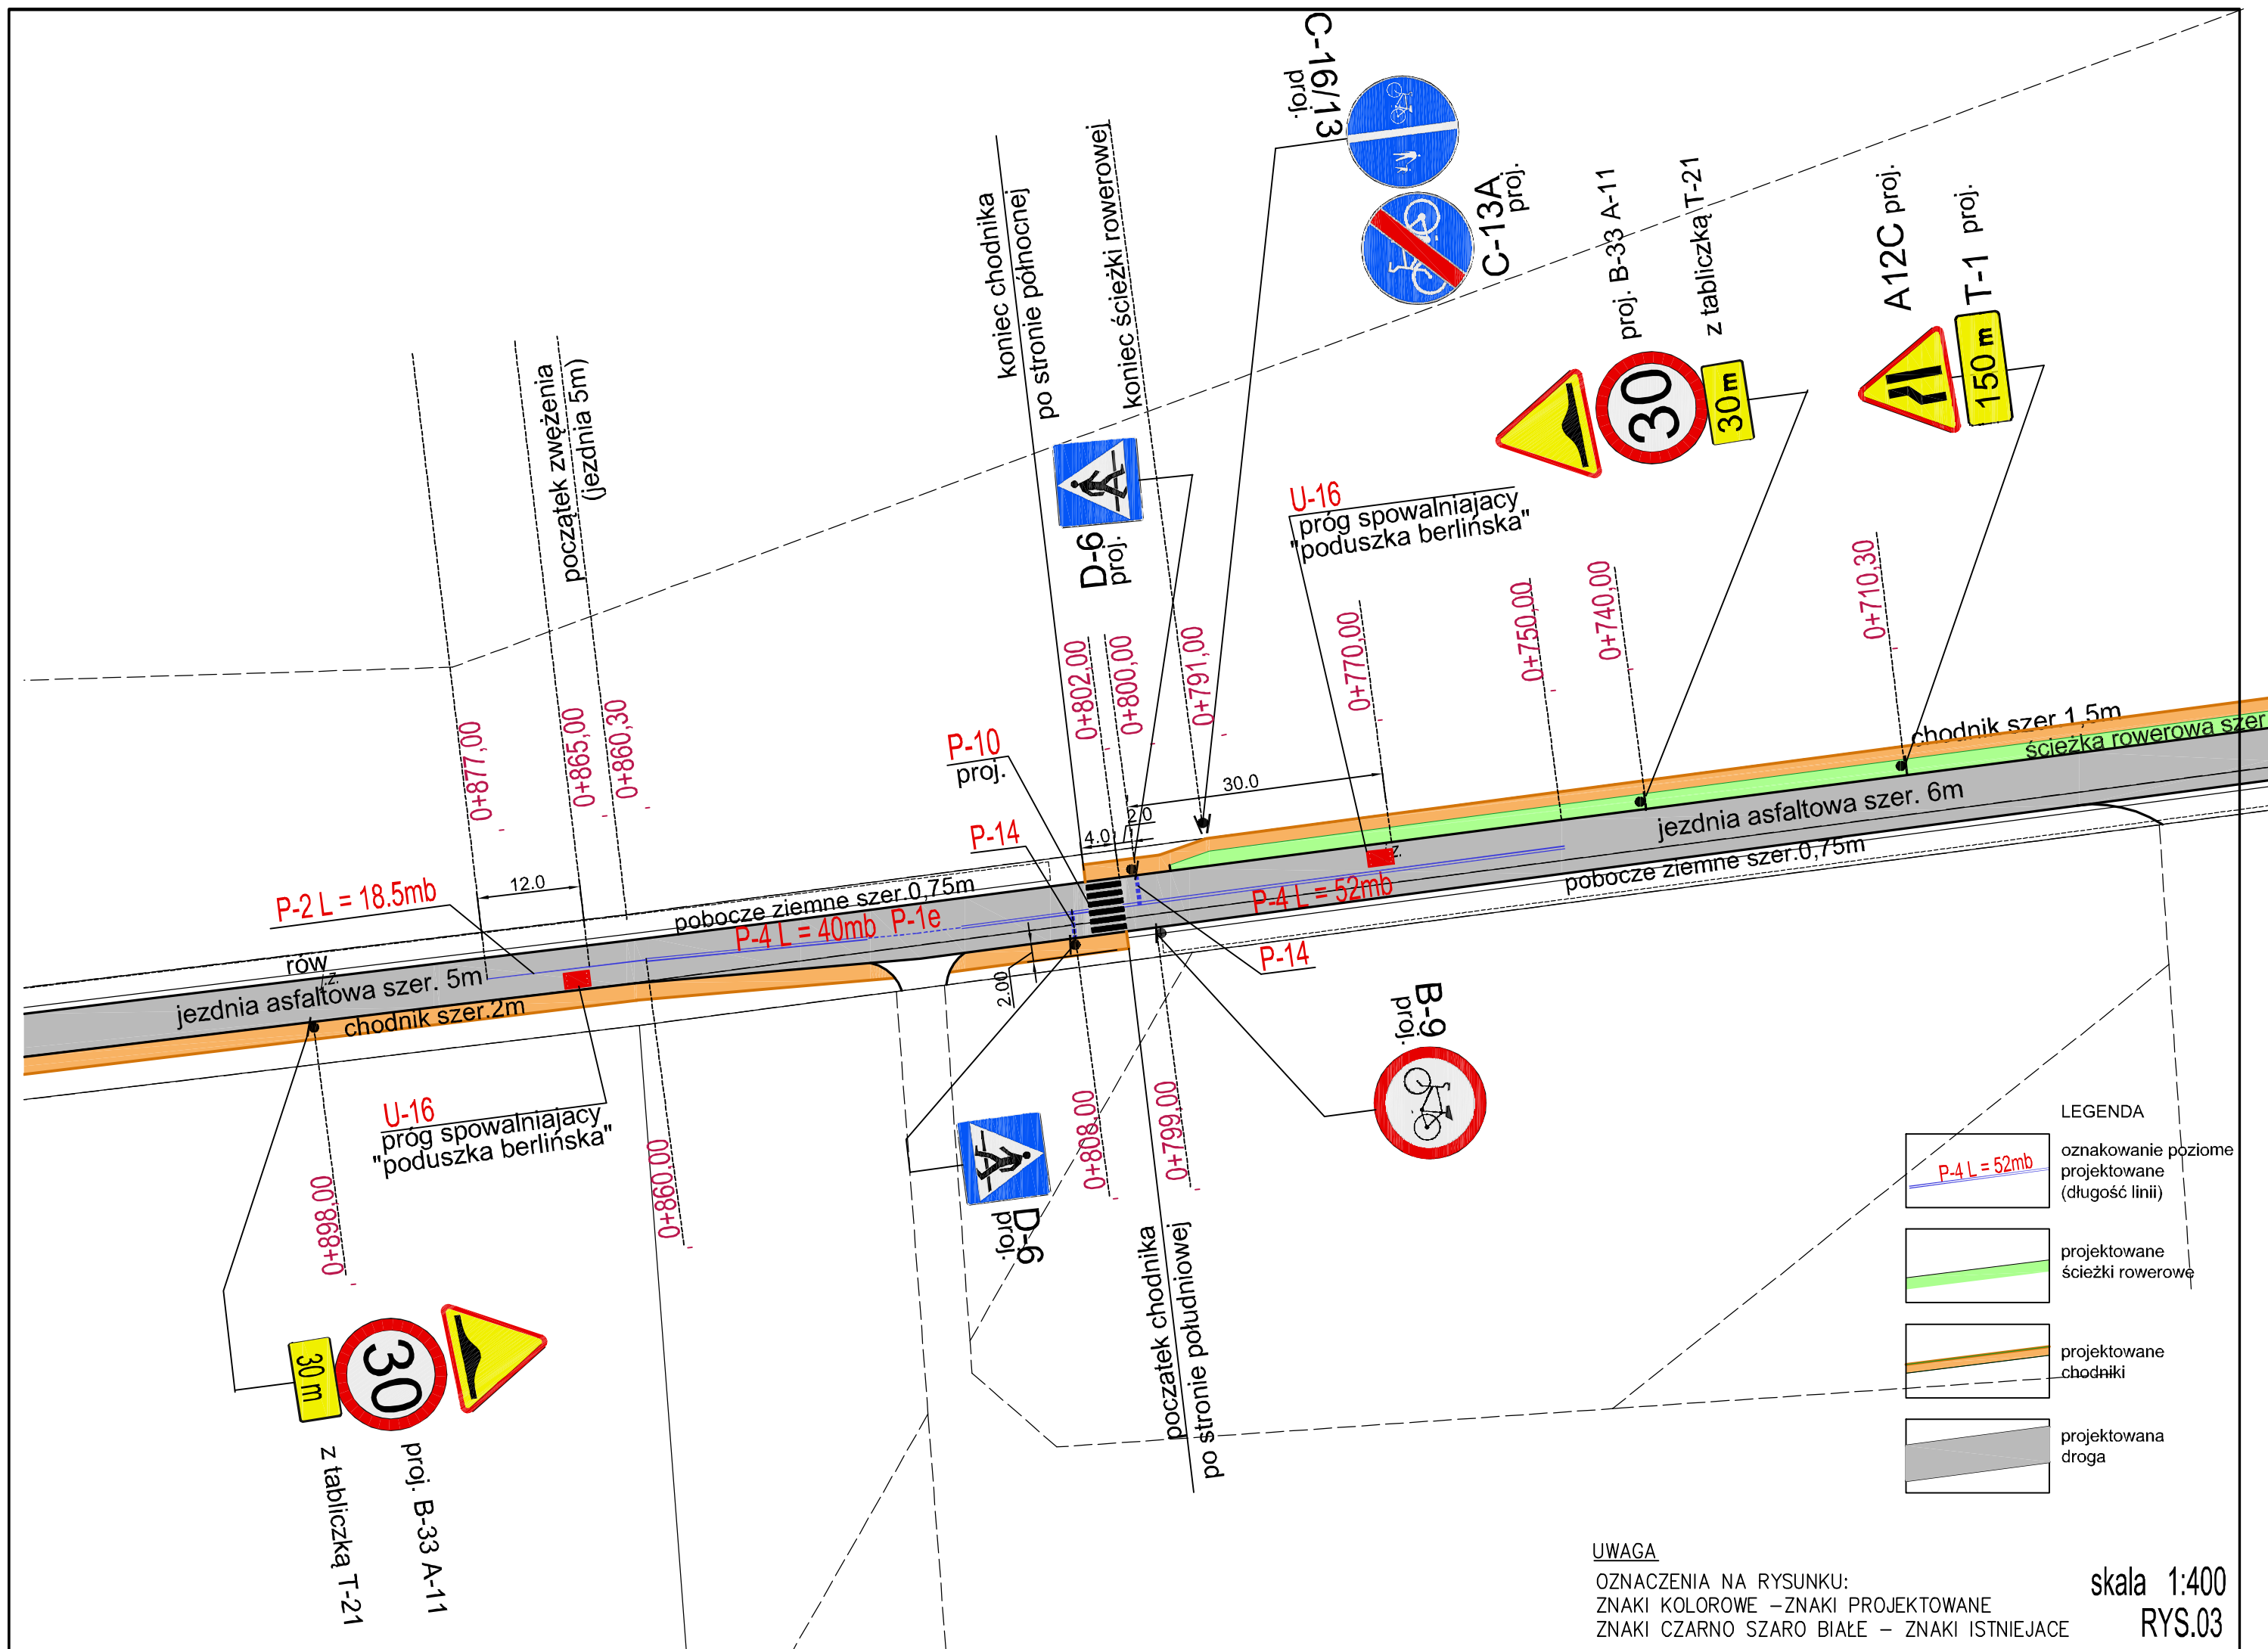 C-16/13
proj.
C-13A
proj.
proj. B-33 A-11
z tabliczką T-21
30
30 m
A12C proj.
T-1 proj.
150 m
koniec chodnika
po stronie północnej
koniec ścieżki rowerowej
początek zwężenia
(jezdnia 5m)
D-6
proj.
U-16
próg spowalniajacy
"poduszka berlińska"
0+877,00
0+865,00
0+860,30
0+802,00
0+800,00
0+791,00
0+770,00
0+750,00
0+740,00
0+710,30
P-10
proj.
P-14
4.0
2.0
30.0
chodnik szer 1,5m
ścieżka rowerowa szer
jezdnia asfaltowa szer. 6m
pobocze ziemne szer.0,75m
P-4 L = 52mb
P-2 L = 18.5mb
12.0
pobocze ziemne szer.0,75m
P-4 L = 40mb P-1e
rów
jezdnia asfaltowa szer. 5m
chodnik szer.2m
2.00
P-14
B-9
proj.
U-16
próg spowalniajacy
"poduszka berlińska"
0+898,00
0+860,00
0+808,00
0+799,00
D-6
proj.
poczatek chodnika
po stronie południowej
30 m
30
z tabliczką T-21
proj. B-33 A-11
LEGENDA
P-4 L = 52mb
oznakowanie poziome
projektowane
(długość linii)
projektowane
ścieżki rowerowe
projektowane
chodniki
projektowana
droga
UWAGA
OZNACZENIA NA RYSUNKU:
ZNAKI KOLOROWE –ZNAKI PROJEKTOWANE
ZNAKI CZARNO SZARO BIAŁE – ZNAKI ISTNIEJACE
skala 1:400
RYS.03